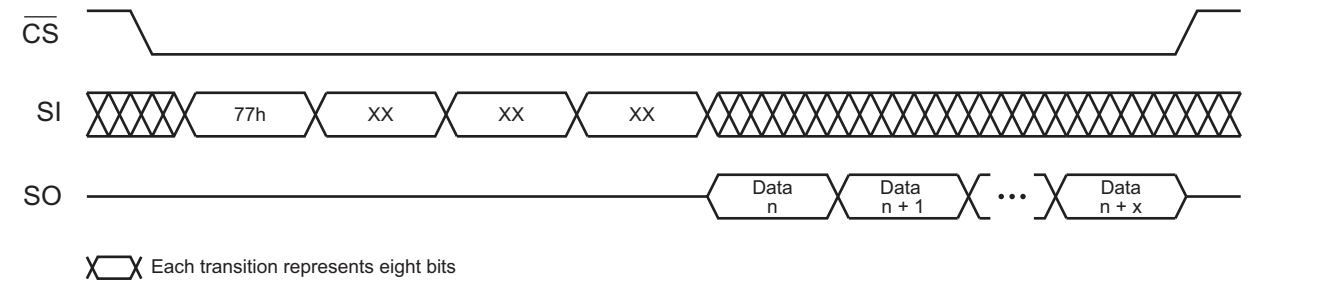 CS
SI
77h
XX
XX
XX
SO
Data
n
Data
n + 1
•••
Data
n + x
Each transition represents eight bits